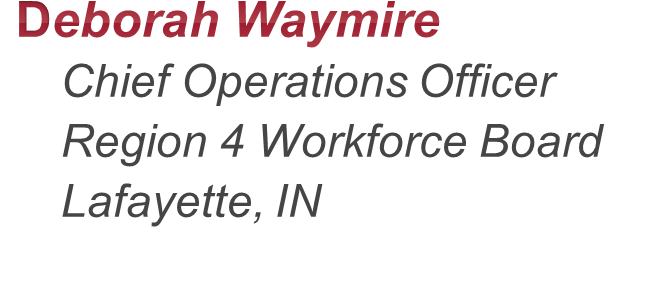 Deborah Waymire
Chief Operations Officer
Region 4 Workforce Board
Lafayette, IN